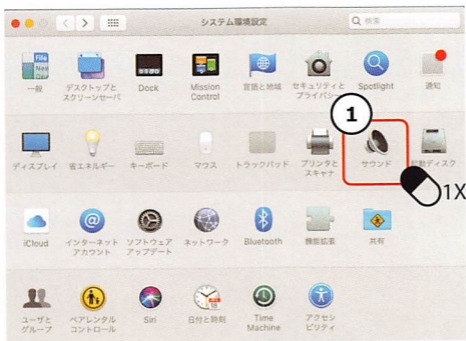 システム環境設定
検索
File
New
一般
デスクトップと
スクリーンセーバ
Dock
Mission
Control
言語と地域
セキュリティと
プライバシー
Spotlight
通知
1
ディスプレイ
省エネルギー
キーボード
マウス
トラックパッド
プリンタと
スキャナ
サウンド
起動ディスク
1X
iCloud
インターネット
アカウント
ソフトウェア
アップデート
ネットワーク
Bluetooth
機能拡張
共有
ユーザと
グループ
ペアレンタル
コントロール
Siri
日付と時刻
Time
Machine
アクセシ
ビリティ